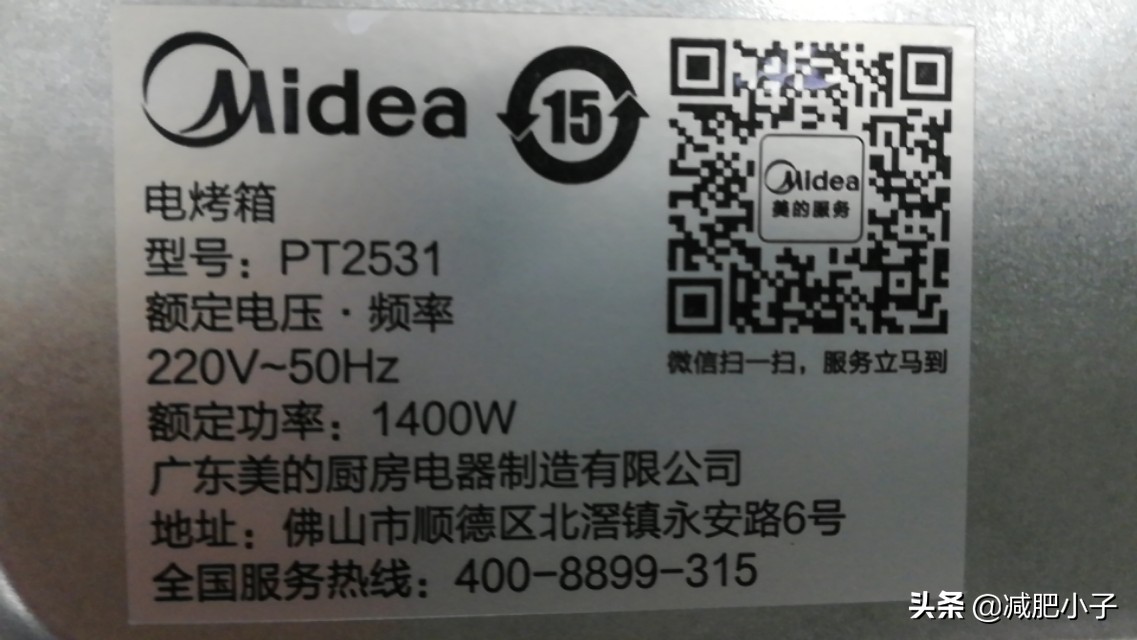 Midea
15
电烤箱
型号：PT2531
额定电压·频率
220V~50Hz
额定功率：1400W
广东美的厨房电器制造有限公司
地址：佛山市顺德区北滘镇永安路6号
全国服务热线：400-8899-315
Midea
美的服务
微信扫一扫，服务立马到
头条 @减肥小子